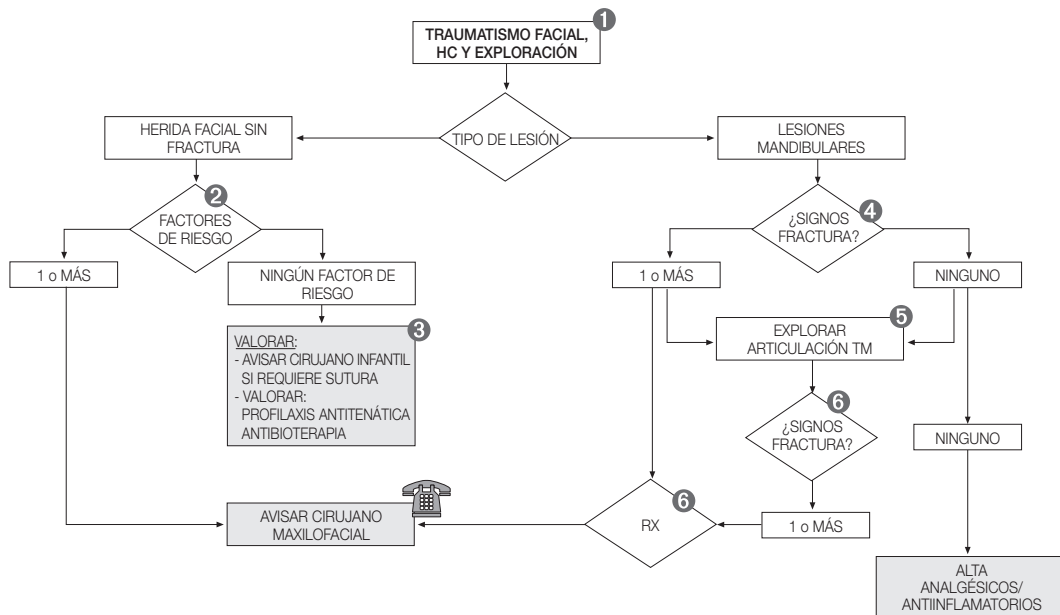 1
TRAUMATISMO FACIAL,
HC Y EXPLORACIÓN
HERIDA FACIAL SIN
FRACTURA
TIPO DE LESIÓN
LESIONES
MANDIBULARES
2
FACTORES
DE RIESGO
4
¿SIGNOS
FRACTURA?
1 o MÁS
NINGÚN FACTOR DE
RIESGO
1 o MÁS
NINGUNO
3
VALORAR:
- AVISAR CIRUJANO INFANTIL
SI REQUIERE SUTURA
- VALORAR:
PROFILAXIS ANTITENÁTICA
ANTIBIOTERAPIA
5
EXPLORAR
ARTICULACIÓN TM
6
¿SIGNOS
FRACTURA?
NINGUNO
AVISAR CIRUJANO
MAXILOFACIAL
6
RX
1 o MÁS
ALTA
ANALGÉSICOS/
ANTIINFLAMATORIOS